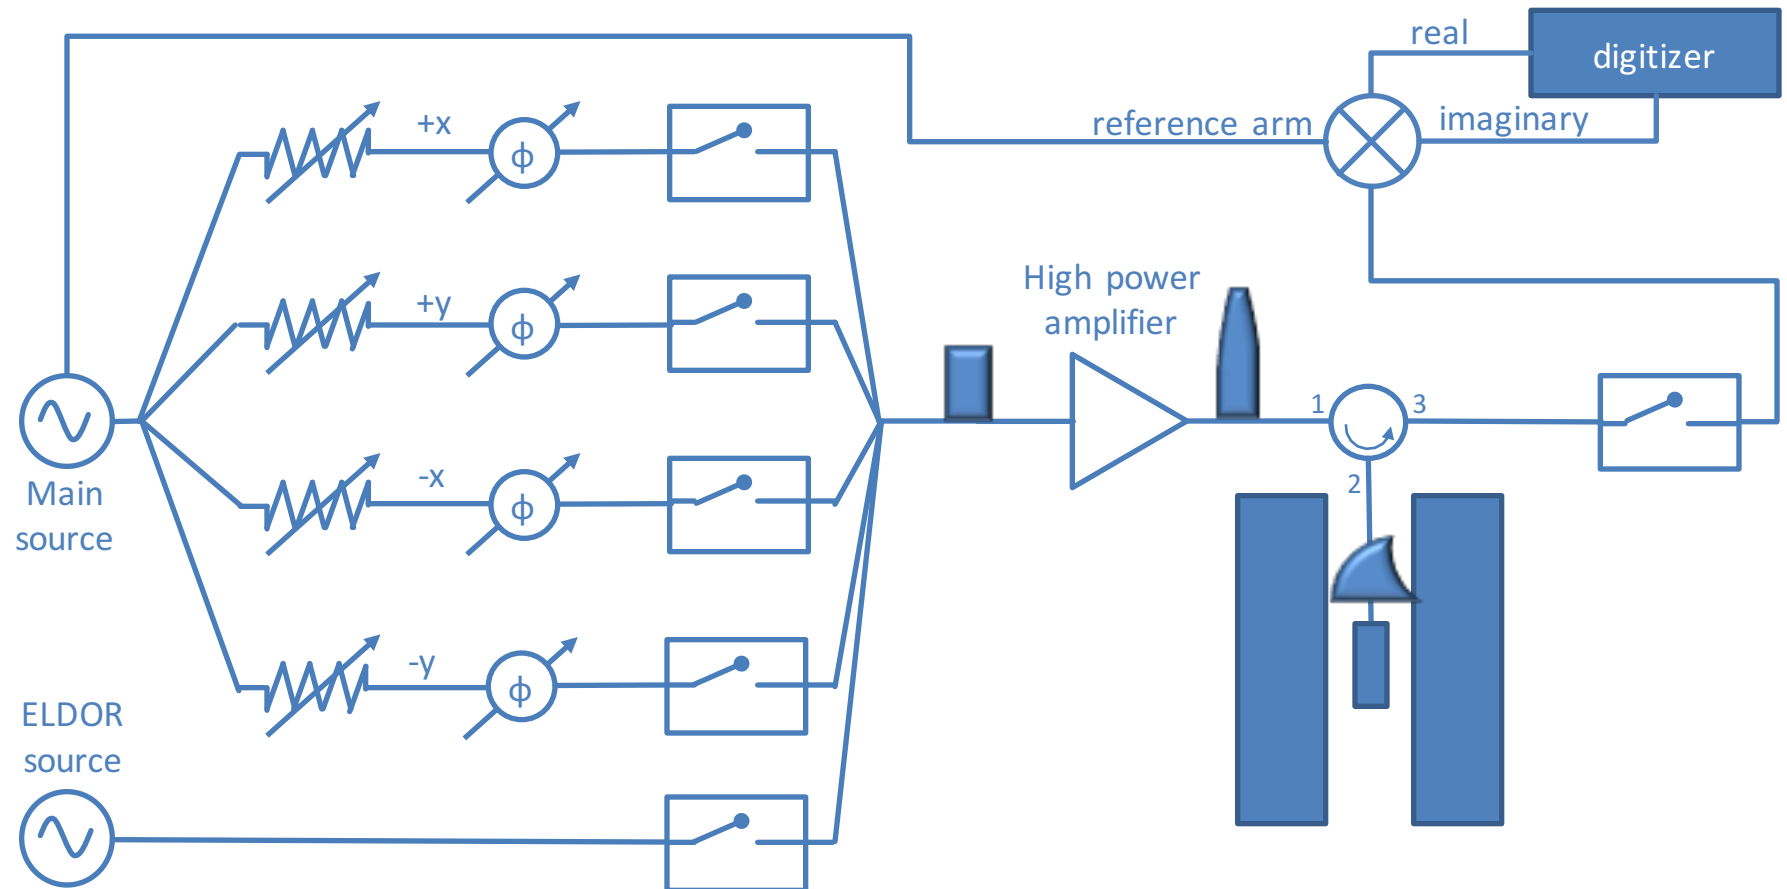 real
digitizer
+x
reference arm
imaginary
ϕ
+y
High power
amplifier
ϕ
1
3
-x
2
Main
source
ϕ
-y
ϕ
ELDOR
source